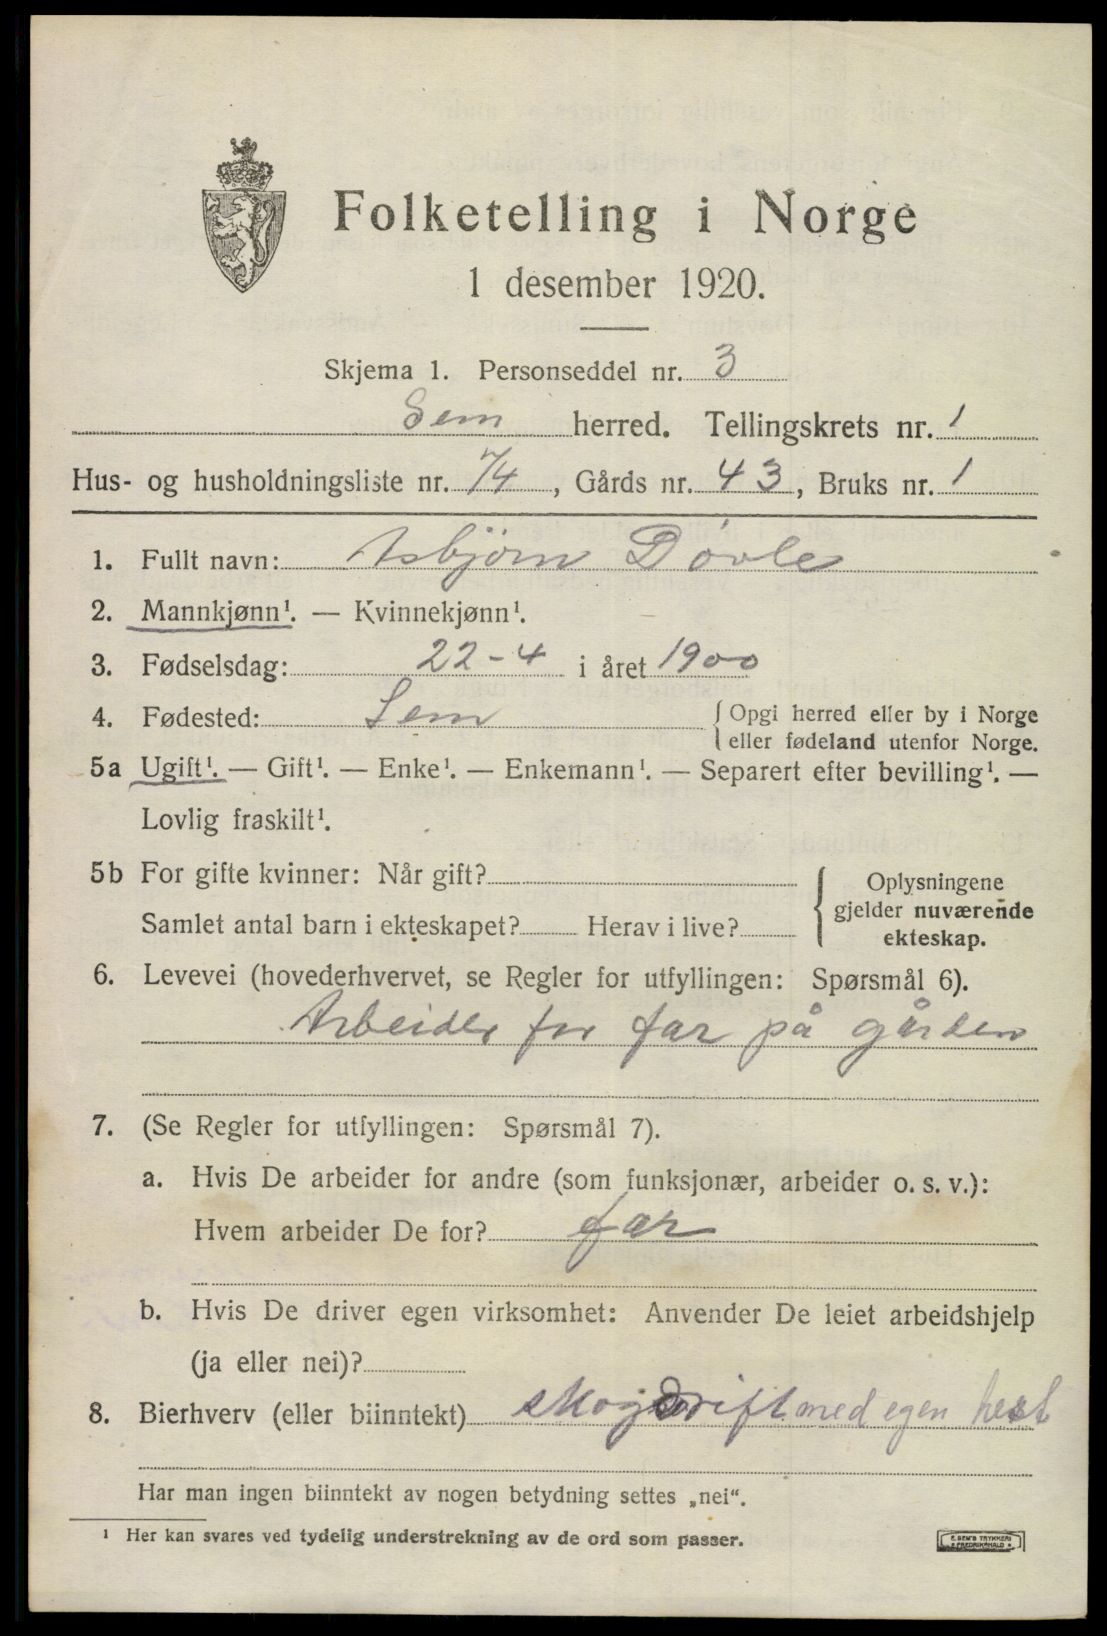 Folketelling i Norge
1 desember 1920.
Skjema 1. Personseddel nr. 3
Sem herred. Tellingskrets nr. 1
Hus- og husholdningsliste nr. 74, Gårds nr. 43, Bruks nr. 1
1. Fullt navn: Asbjørn Døvle
2. Mannkjønn¹. — Kvinnekjønn¹.
3. Fødselsdag: 22-4 i året 1900
4. Fødested: Sem { Opgi herred eller by i Norge
eller fødeland utenfor Norge.
5a Ugift¹. — Gift¹. — Enke¹. — Enkemann¹. — Separert efter bevilling¹. —
Lovlig fraskilt¹.
5b For gifte kvinner: Når gift?
Samlet antal barn i ekteskapet? Herav i live?
{ Oplysningene
gjelder nuværende
ekteskap.
6. Levevei (hovederhvervet, se Regler for utfyllingen: Spørsmål 6).
Arbeider for far på gården
7. (Se Regler for utfyllingen: Spørsmål 7).
a. Hvis De arbeider for andre (som funksjonær, arbeider o. s. v.):
Hvem arbeider De for? far
b. Hvis De driver egen virksomhet: Anvender De leiet arbeidshjelp
(ja eller nei)?
8. Bierhverv (eller biinntekt) skogdrift med egen hest
Har man ingen biinntekt av nogen betydning settes „nei“.
¹ Her kan svares ved tydelig understrekning av de ord som passer.
E. SEM'S TRYKKERI
FREDRIKSHALD